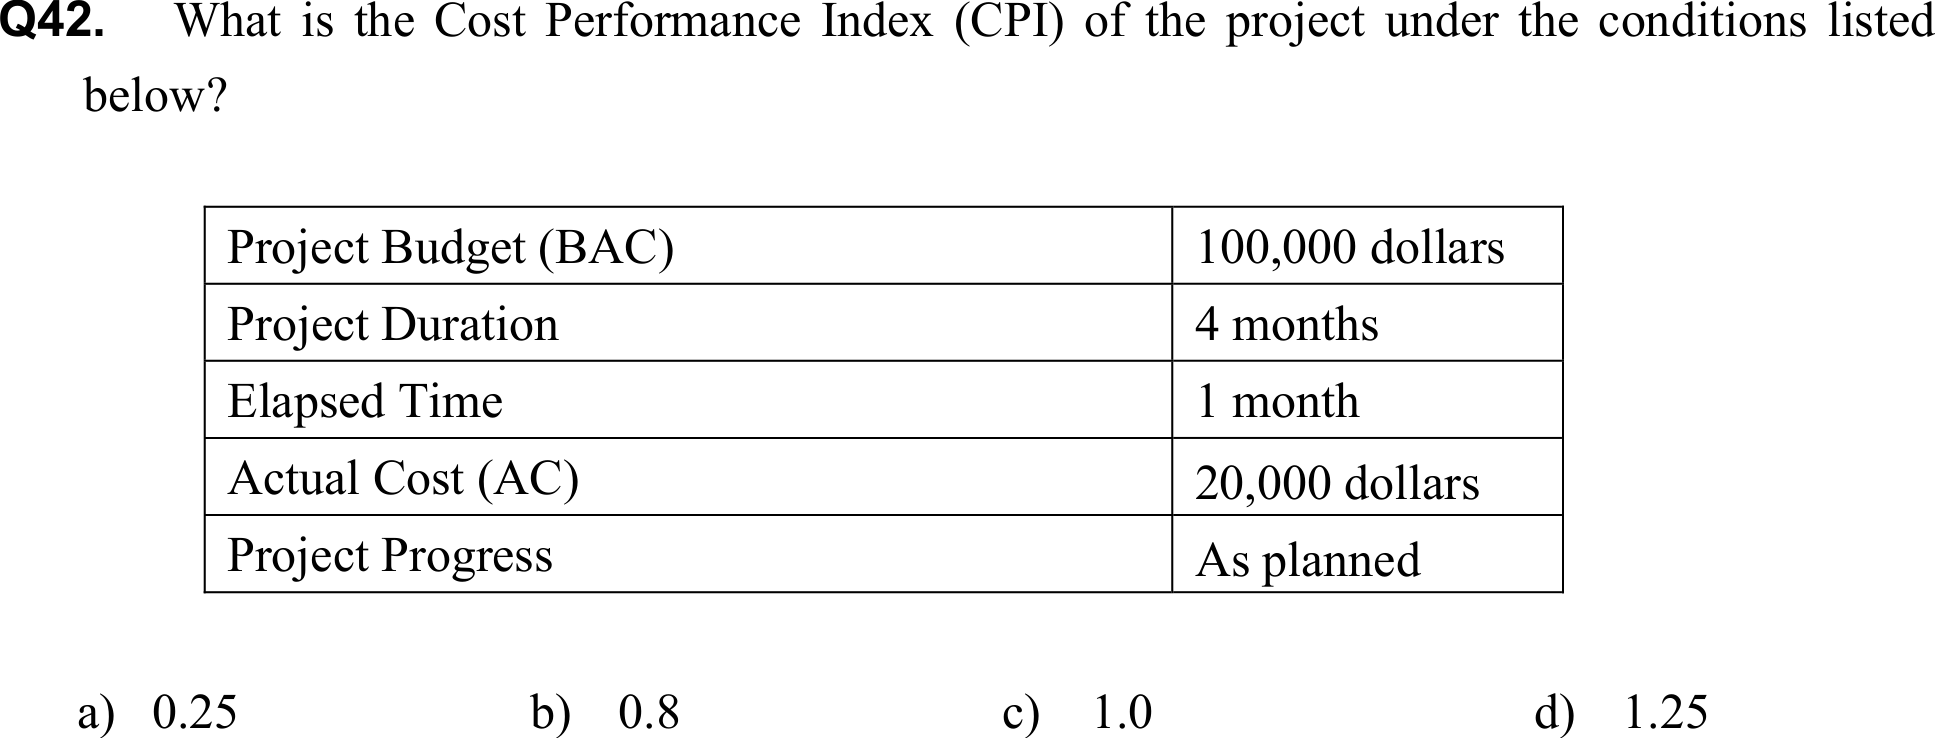 Q42. What is the Cost Performance Index (CPI) of the project under the conditions listed
below?
Project Budget (BAC) 100,000 dollars
Project Duration 4 months
Elapsed Time 1 month
Actual Cost (AC) 20,000 dollars
Project Progress As planned
a) 0.25 b) 0.8 c) 1.0 d) 1.25